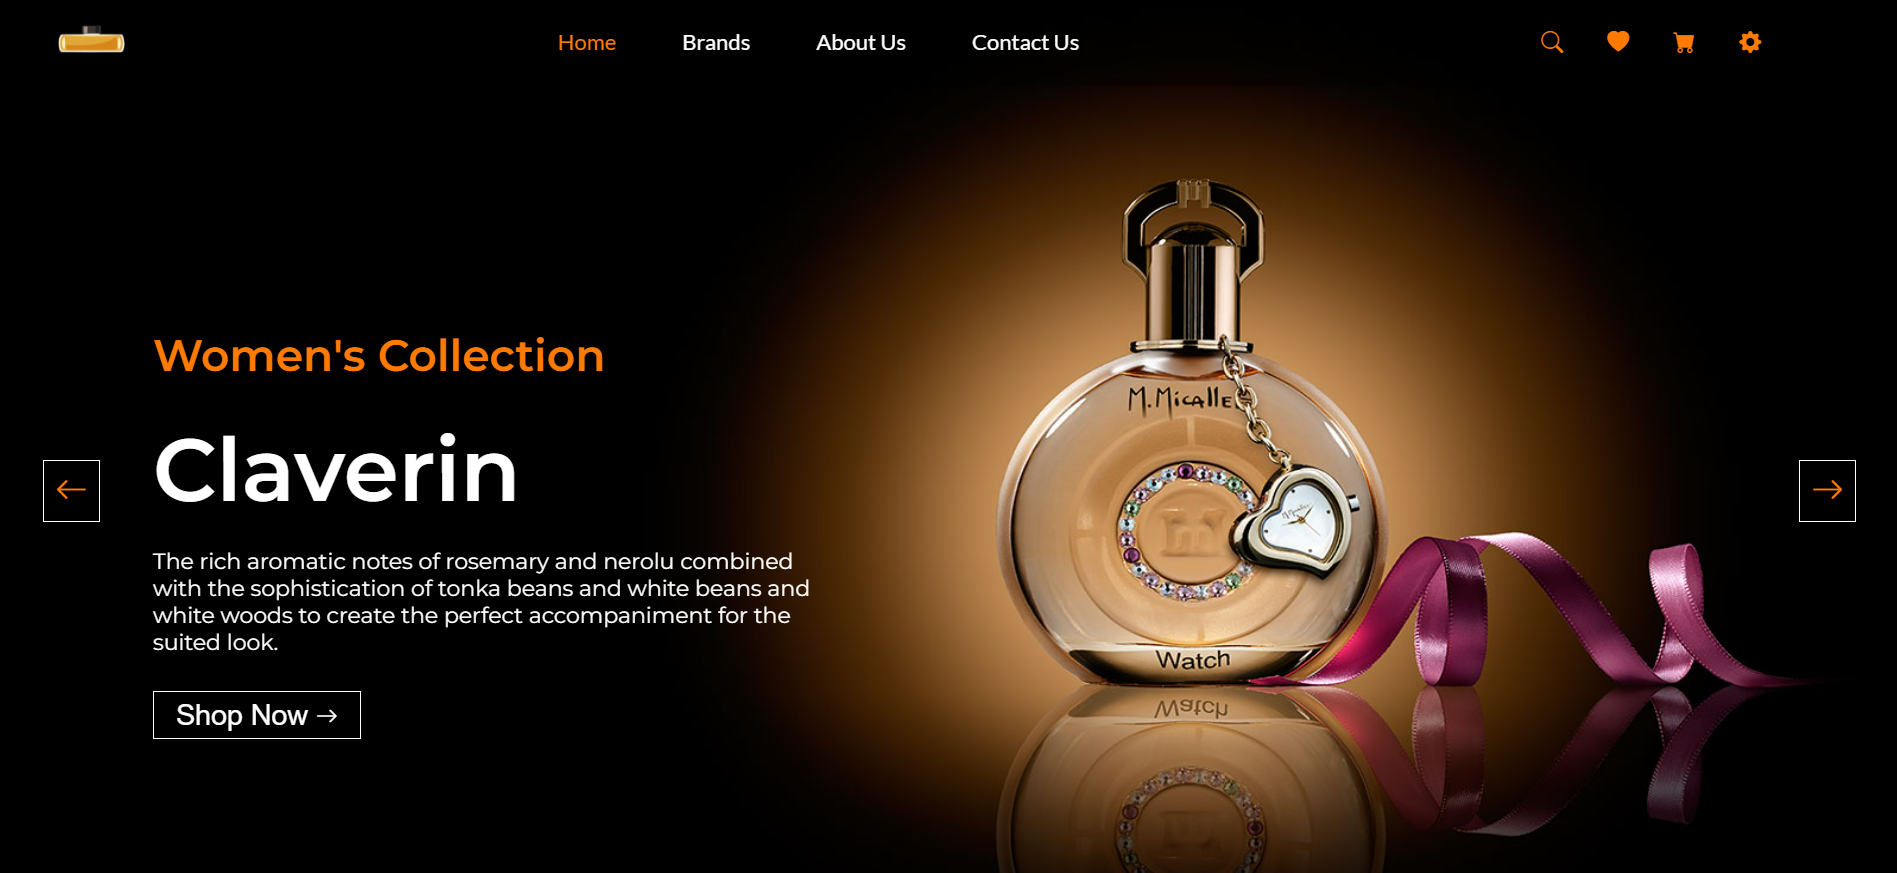 Home Brands About Us Contact Us
Women's Collection
Claverin
The rich aromatic notes of rosemary and nerolu combined
with the sophistication of tonka beans and white beans and
white woods to create the perfect accompaniment for the
suited look.
Shop Now →
M.Micalle
Watch